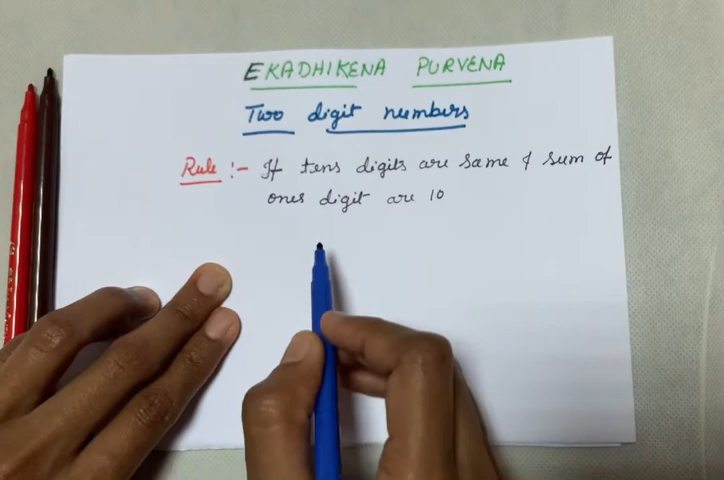 EKADHIKENA PURVENA
Two digit numbers
Rule :- If tens digits are same & sum of
ones digit are 10